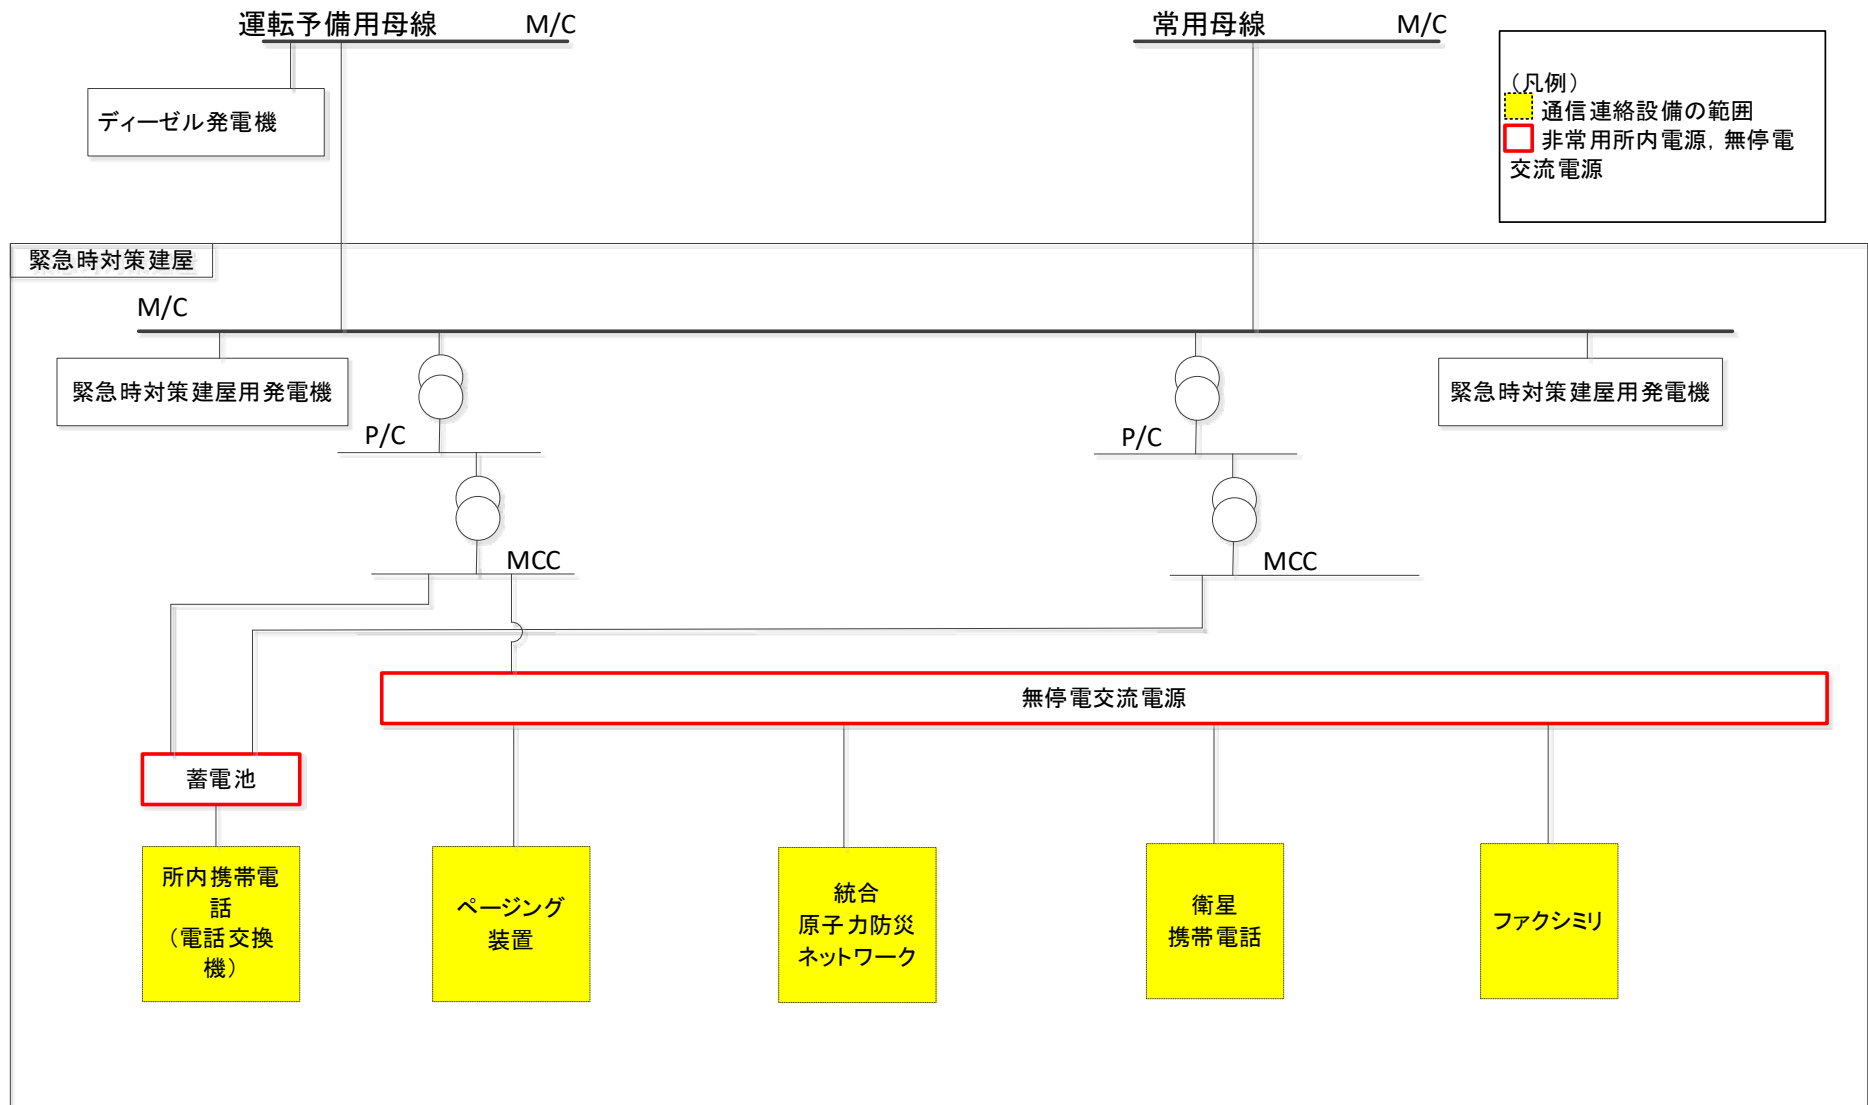 運転予備用母線 M/C
常用母線 M/C
ディーゼル発電機
(凡例)
通信連絡設備の範囲
非常用所内電源, 無停電
交流電源
緊急時対策建屋
M/C
緊急時対策建屋用発電機
緊急時対策建屋用発電機
P/C
P/C
MCC
MCC
無停電交流電源
蓄電池
所内携帯電
話
(電話交換
機)
ページング
装置
統合
原子力防災
ネットワーク
衛星
携帯電話
ファクシミリ